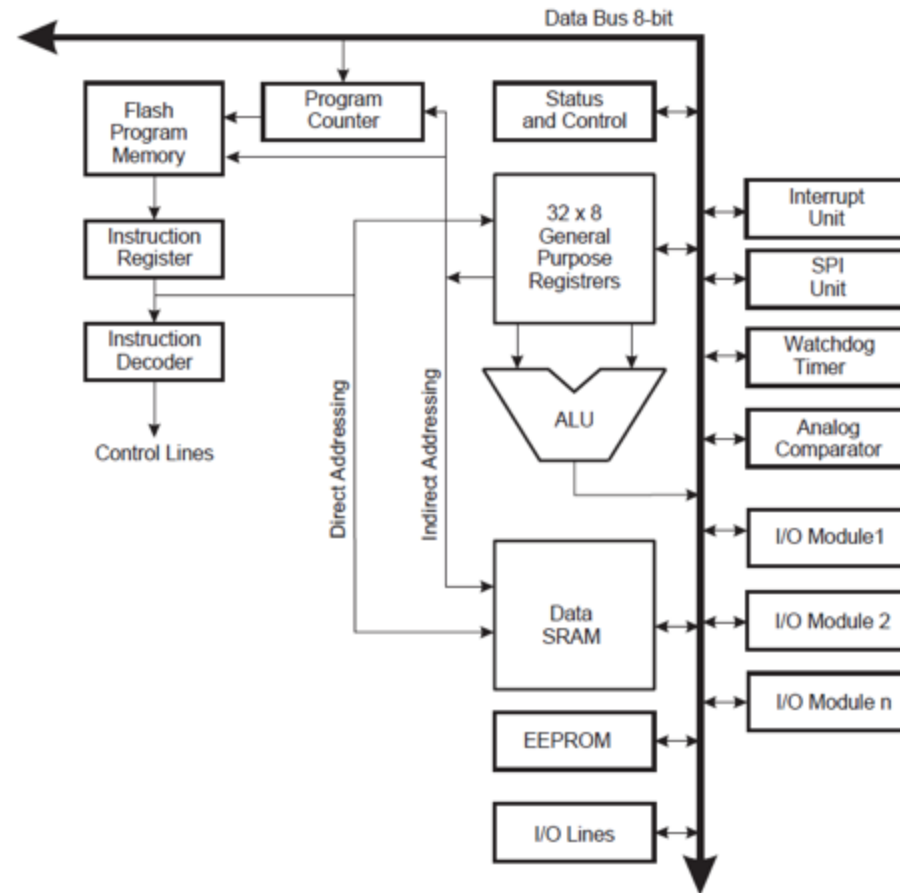 Data Bus 8-bit
Flash
Program
Memory
Program
Counter
Status
and Control
Interrupt
Unit
32 x 8
General
Purpose
Registrers
Instruction
Register
SPI
Unit
Instruction
Decoder
Watchdog
Timer
Control Lines
Direct Addressing
Indirect Addressing
ALU
Analog
Comparator
I/O Module1
Data
SRAM
I/O Module 2
I/O Module n
EEPROM
I/O Lines